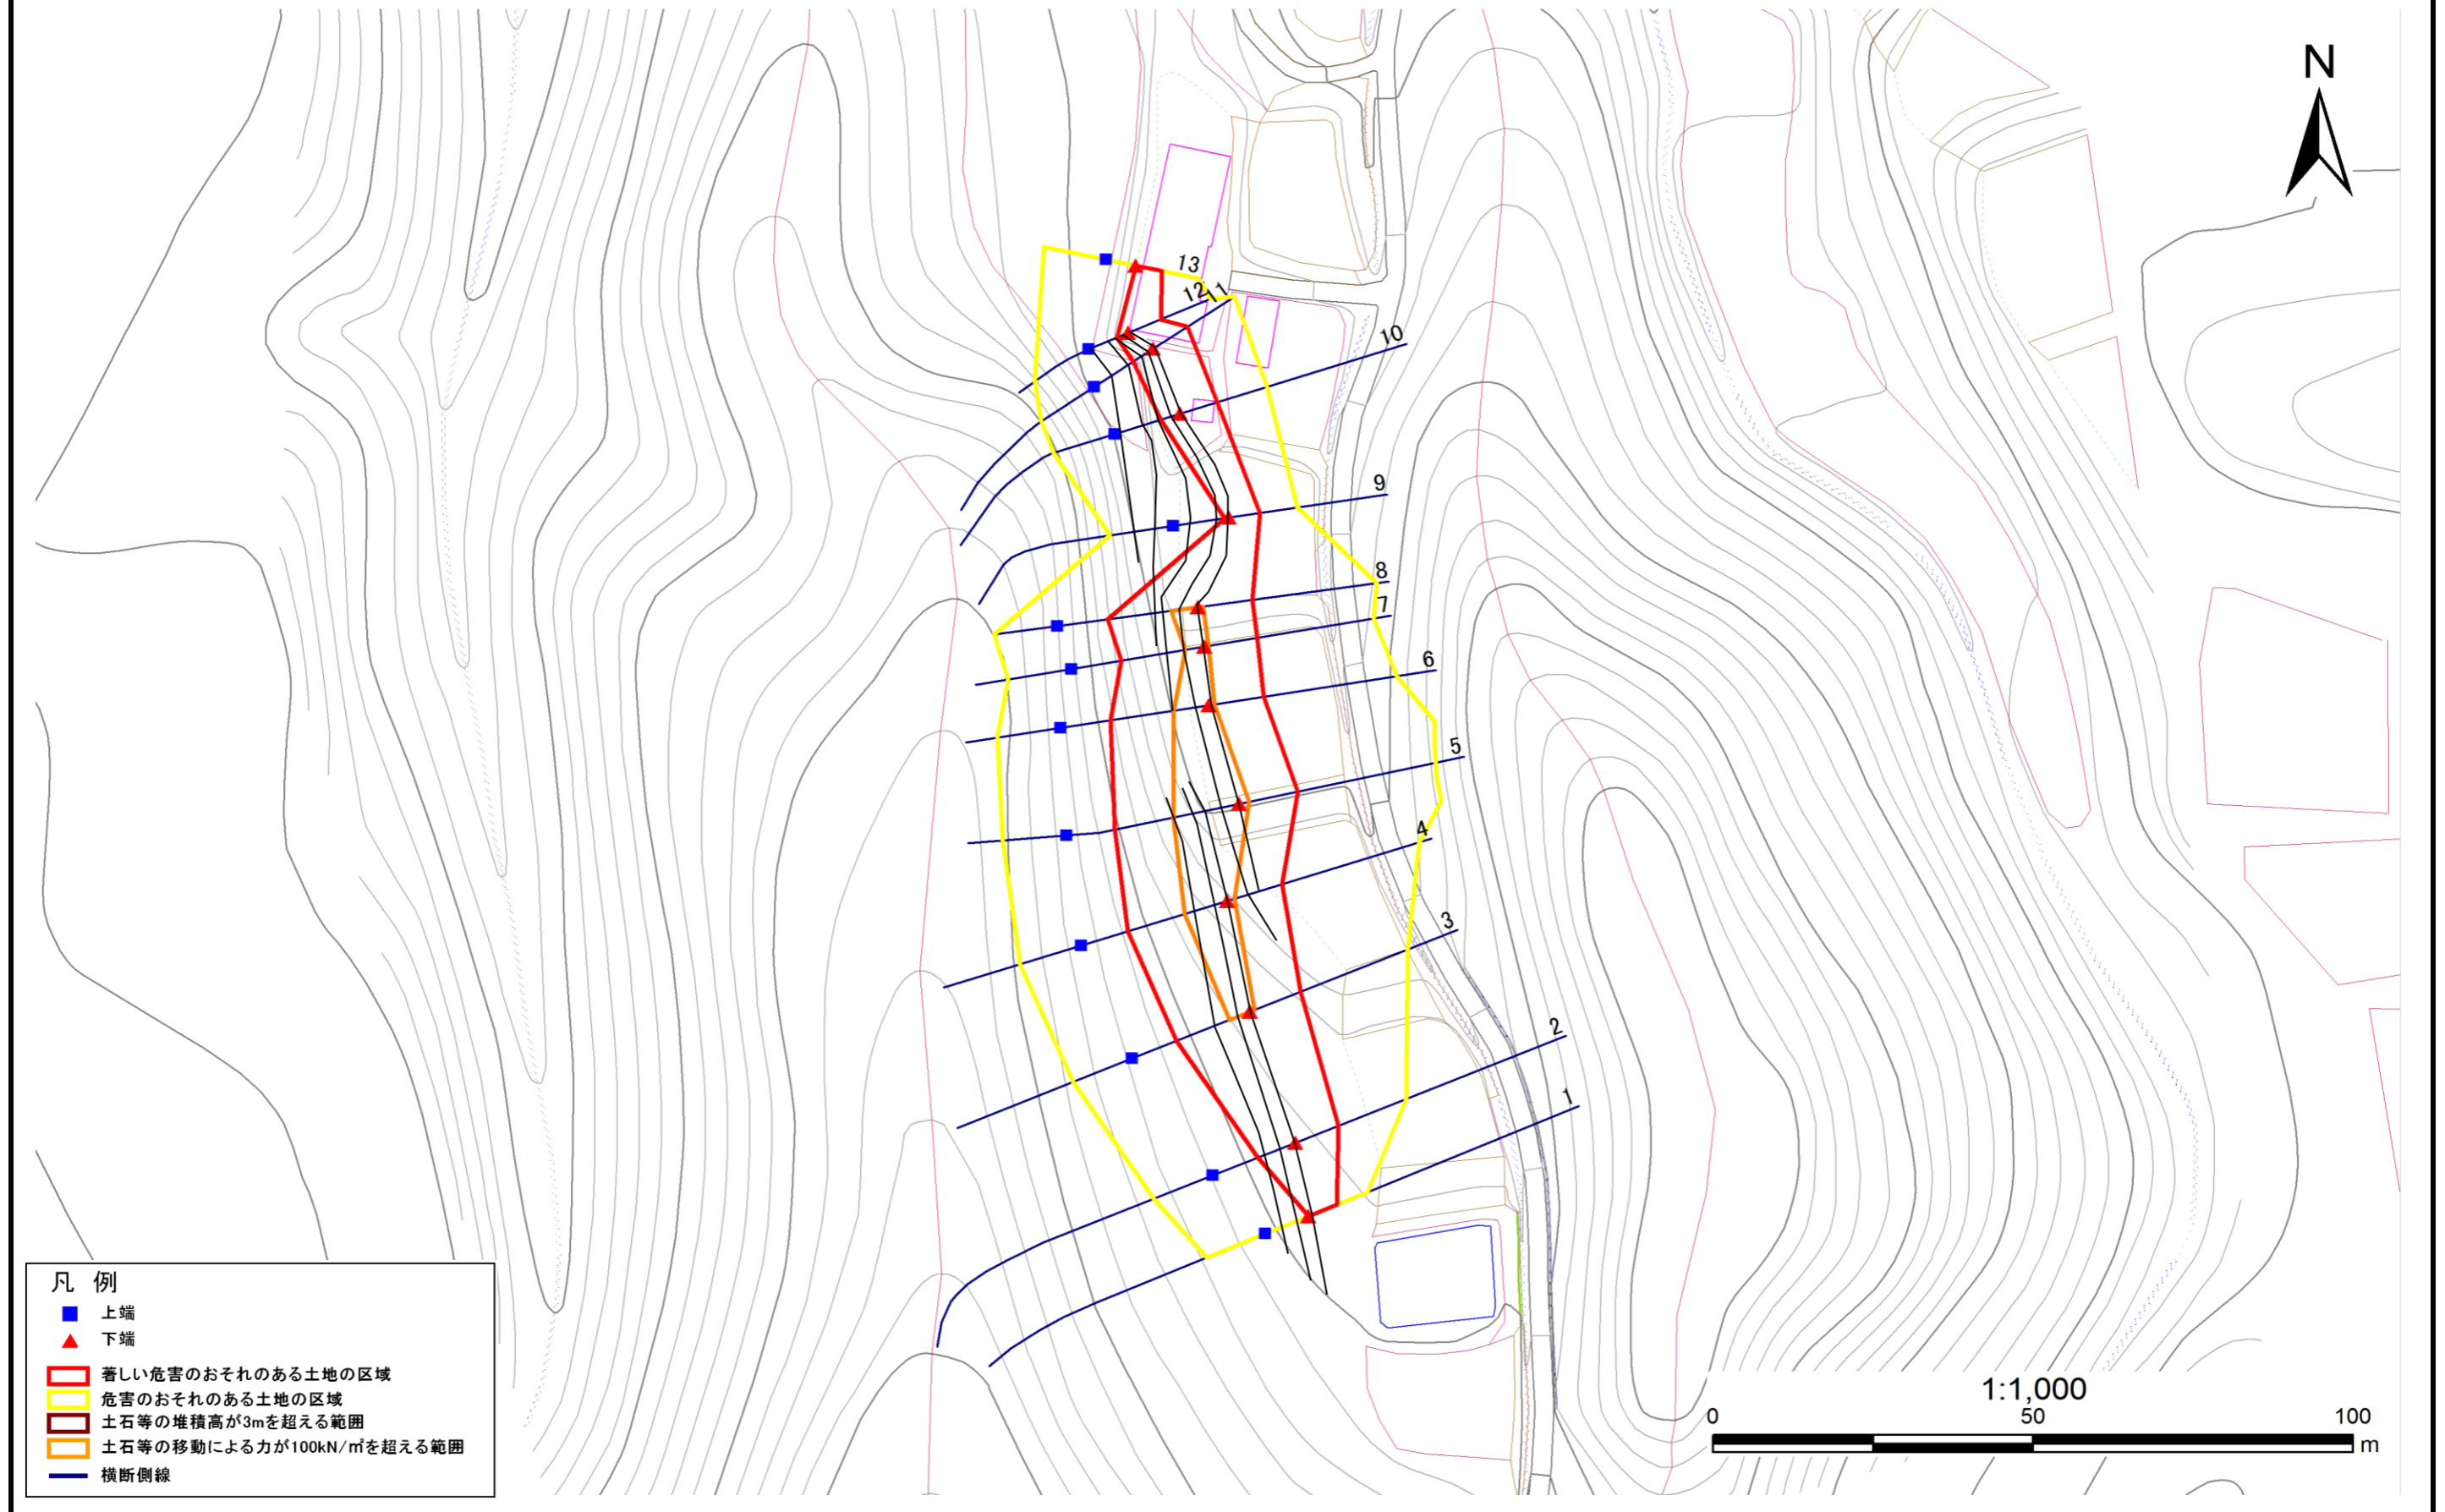 N
13
12
11
10
9
8
7
6
5
4
3
2
1
凡 例
上端
下端
著しい危害のおそれのある土地の区域
危害のおそれのある土地の区域
土石等の堆積高が3mを超える範囲
土石等の移動による力が100kN/㎡を超える範囲
横断側線
1:1,000
0 50 100
m